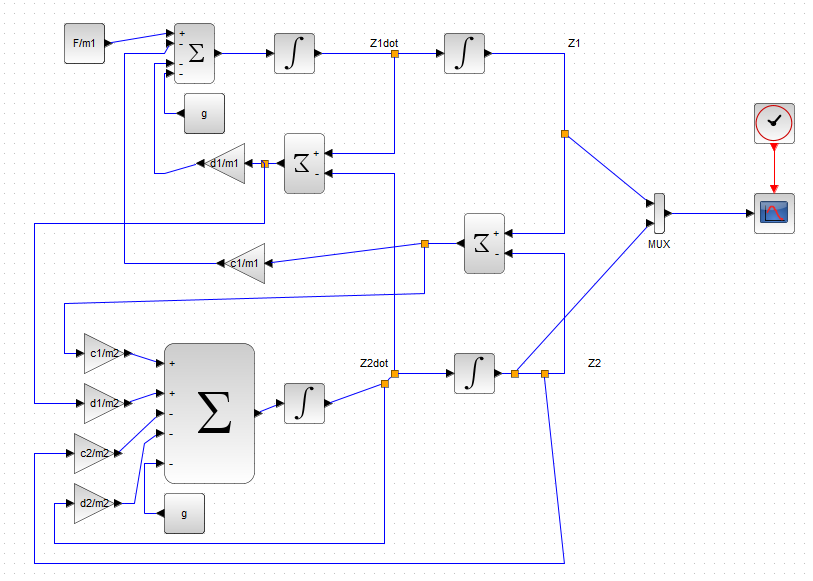 F/m1
+
-
-
-
Σ
∫
Z1dot
∫
Z1
g
d1/m1
Σ
+
-
Σ
+
-
MUX
c1/m1
c1/m2
d1/m2
c2/m2
d2/m2
+
+
-
-
-
Σ
∫
Z2dot
∫
Z2
g